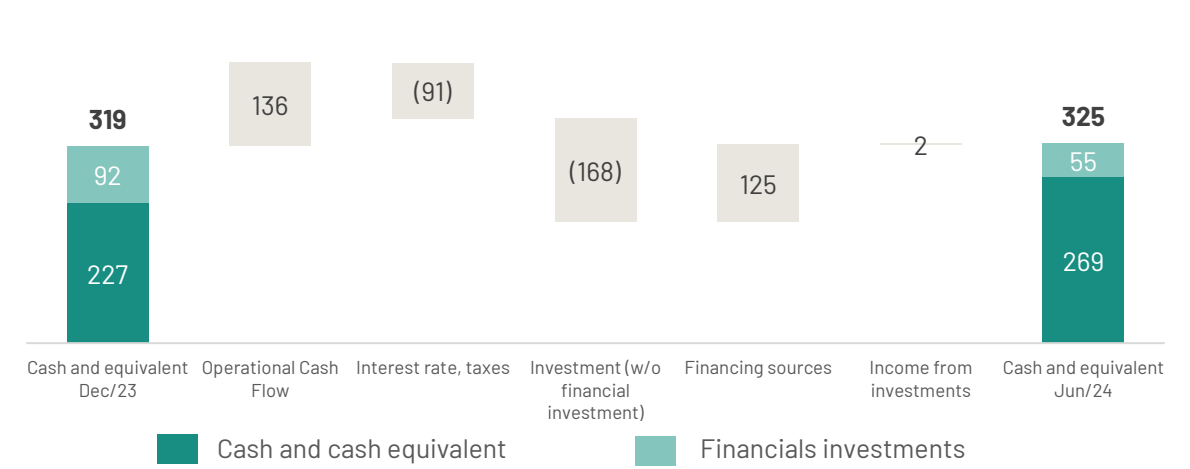 319
92
227
136
(91)
(168)
125
2
325
55
269
Cash and equivalent
Dec/23
Operational Cash
Flow
Interest rate, taxes
Investment (w/o
financial
investment)
Financing sources
Income from
investments
Cash and equivalent
Jun/24
Cash and cash equivalent
Financials investments